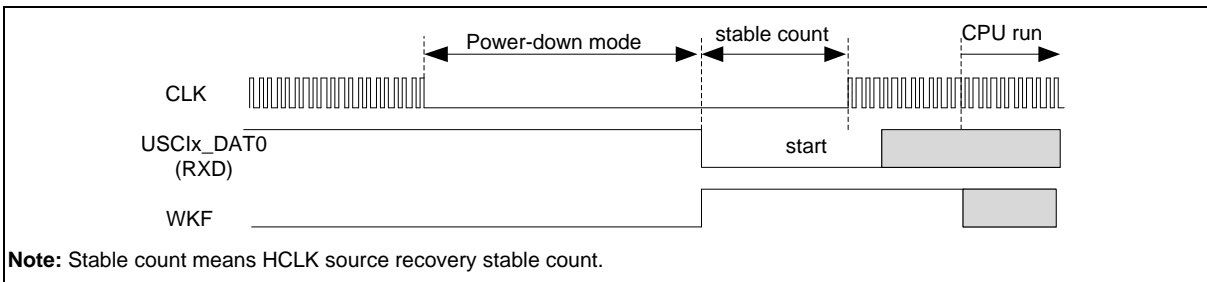 Power-down mode stable count CPU run
CLK
USCIx_DAT0
(RXD)
start
WKF
Note: Stable count means HCLK source recovery stable count.